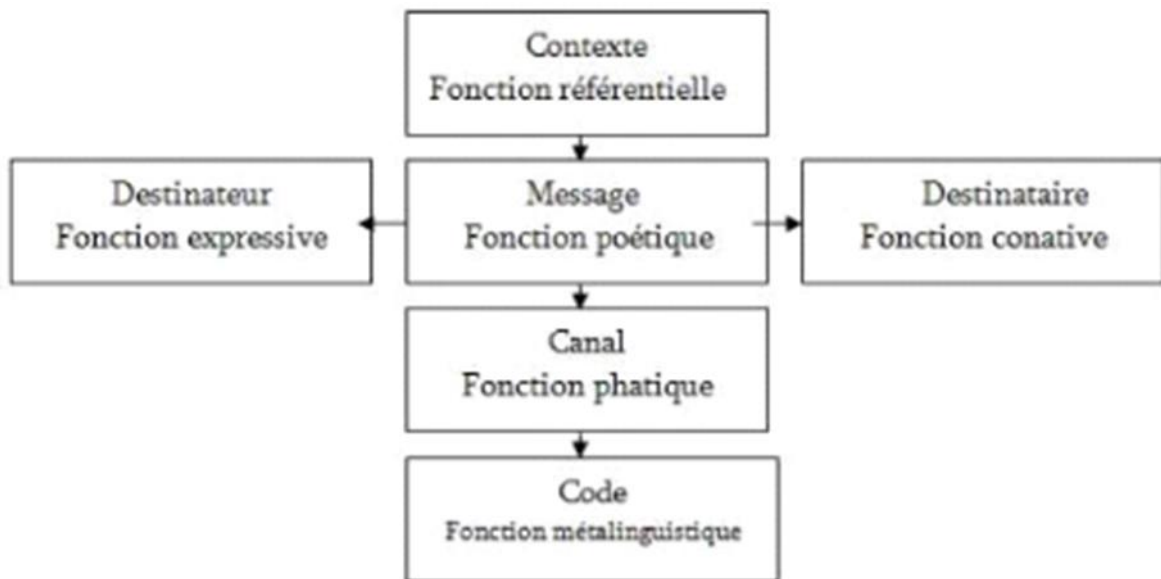 Contexte
Fonction référentielle
Destinateur
Fonction expressive
Message
Fonction poétique
Destinataire
Fonction conative
Canal
Fonction phatique
Code
Fonction métalinguistique